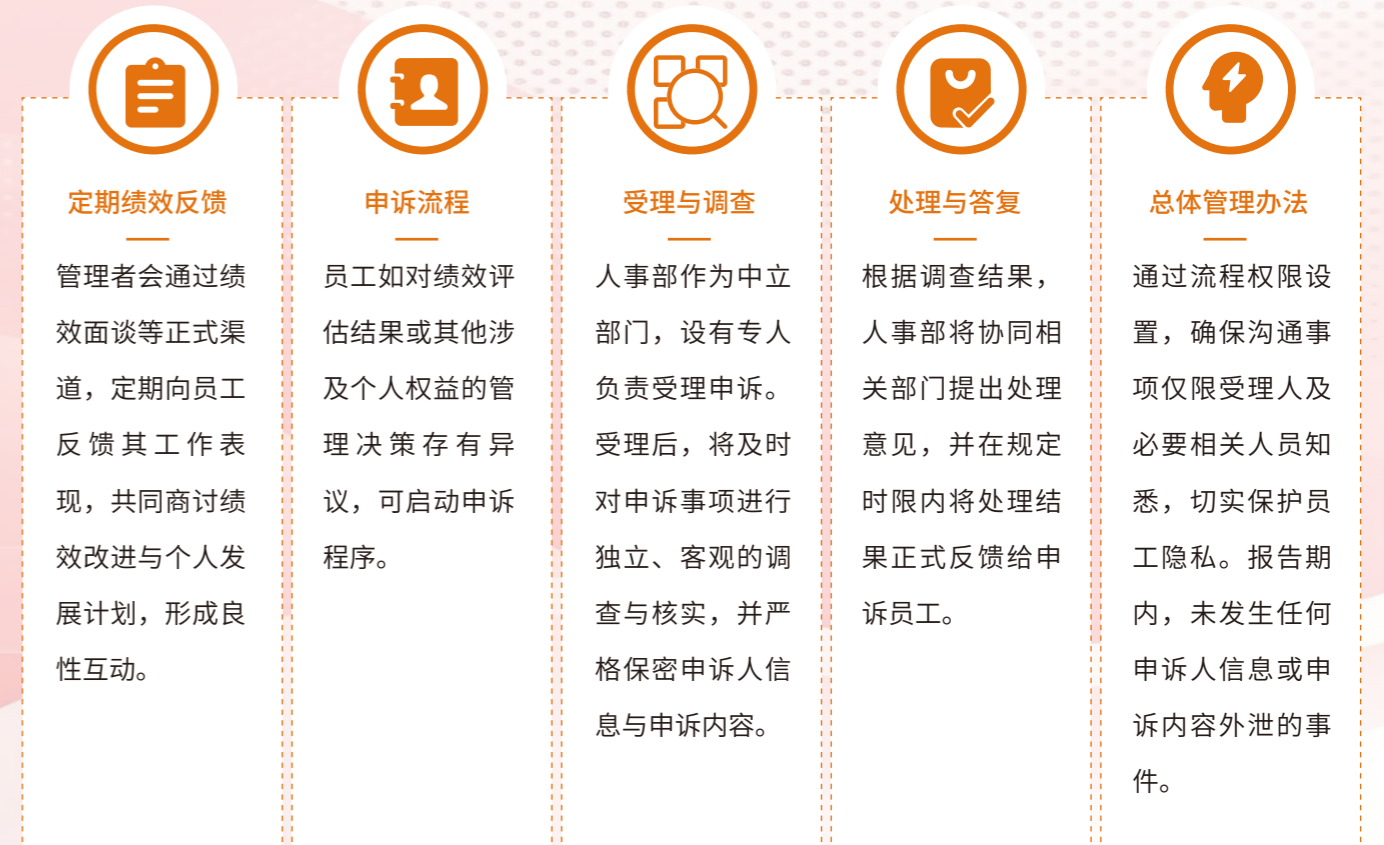 定期绩效反馈
管理者会通过绩
效面谈等正式渠
道，定期向员工
反馈其工作表
现，共同商讨绩
效改进与个人发
展计划，形成良
性互动。
申诉流程
员工如对绩效评
估结果或其他涉
及个人权益的管
理决策存有异
议，可启动申诉
程序。
受理与调查
人事部作为中立
部门，设有专人
负责受理申诉。
受理后，将及时
对申诉事项进行
独立、客观的调
查与核实，并严
格保密申诉人信
息与申诉内容。
处理与答复
根据调查结果，
人事部将协同相
关部门提出处理
意见，并在规定
时限内将处理结
果正式反馈给申
诉员工。
总体管理办法
通过流程权限设
置，确保沟通事
项仅限受理人及
必要相关人员知
悉，切实保护员
工隐私。报告期
内，未发生任何
申诉人信息或申
诉内容外泄的事
件。